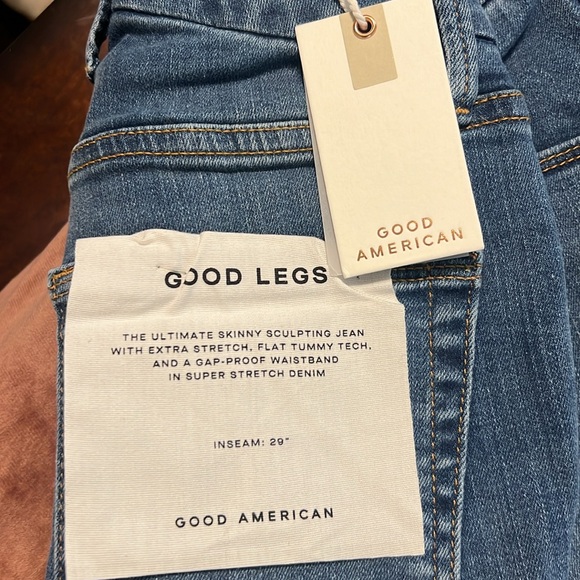 GOOD
AMERICAN
GOOD LEGS
THE ULTIMATE SKINNY SCULPTING JEAN
WITH EXTRA STRETCH, FLAT TUMMY TECH,
AND A GAP-PROOF WAISTBAND
IN SUPER STRETCH DENIM
INSEAM: 29"
GOOD AMERICAN